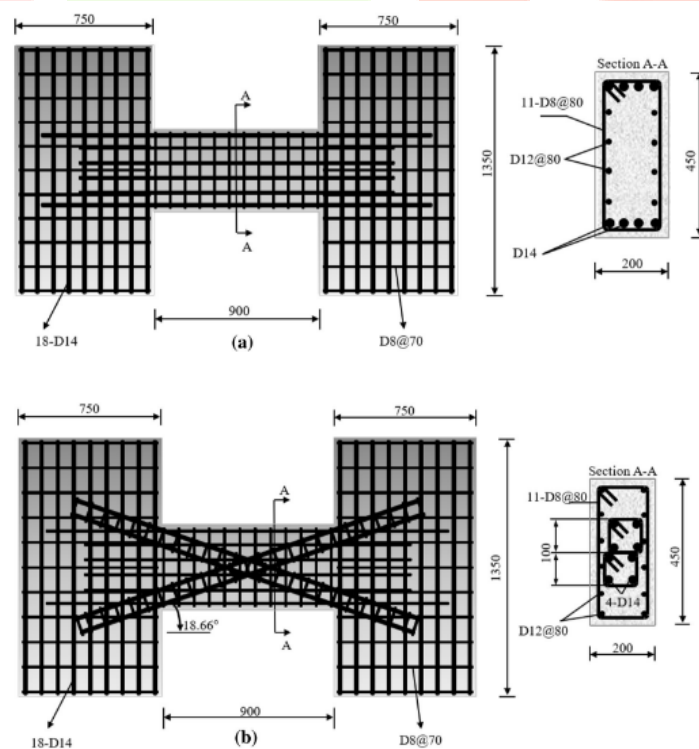 750
750
A
A
1350
900
18-D14
(a)
D8@70
Section A-A
11-D8@80
D12@80
D14
450
200
750
750
A
A
1350
18.66°
900
18-D14
(b)
D8@70
Section A-A
11-D8@80
100
450
4-D14
D12@80
200